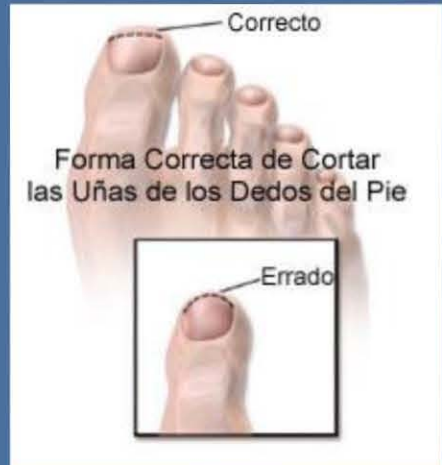 Correcto
Forma Correcta de Cortar
las Uñas de los Dedos del Pie
Errado